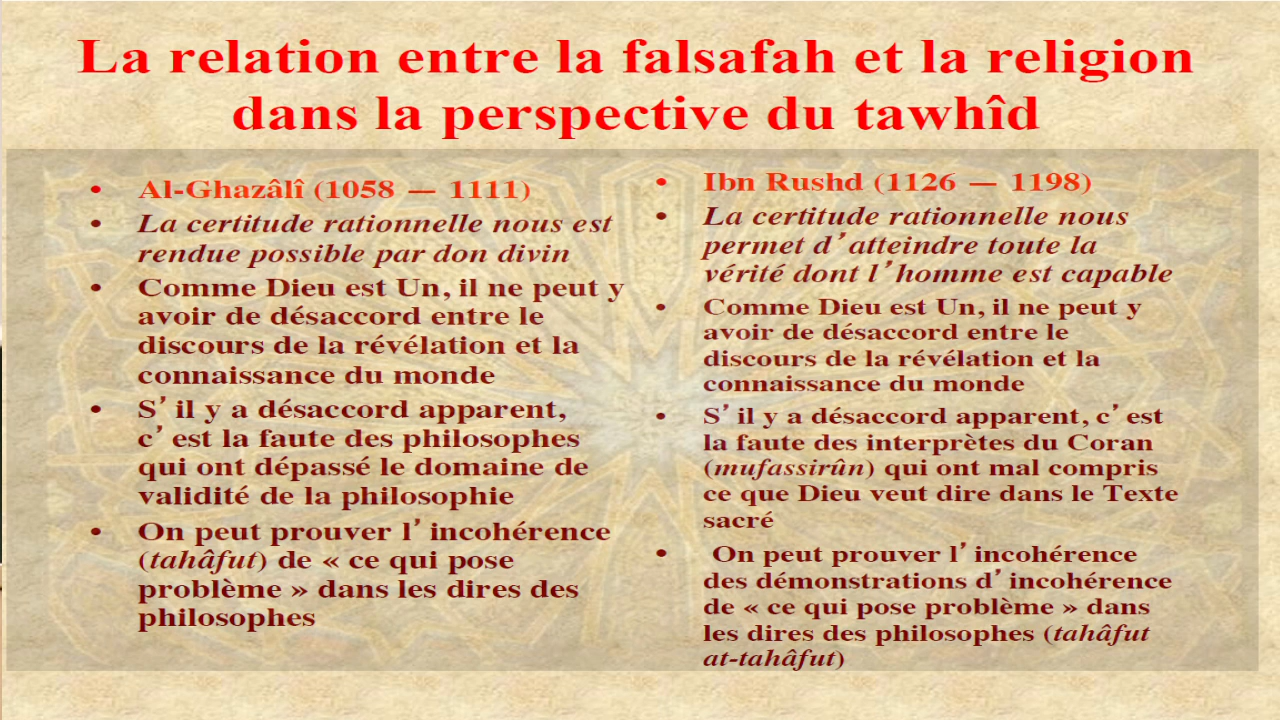 La relation entre la falsafah et la religion
dans la perspective du tawhîd
• Al-Ghazâlî (1058 — 1111)
• La certitude rationnelle nous est
rendue possible par don divin
• Comme Dieu est Un, il ne peut y
avoir de désaccord entre le
discours de la révélation et la
connaissance du monde
• S’ il y a désaccord apparent,
c’ est la faute des philosophes
qui ont dépassé le domaine de
validité de la philosophie
• On peut prouver l’ incohérence
(tahâfut) de « ce qui pose
problème » dans les dires des
philosophes
• Ibn Rushd (1126 — 1198)
• La certitude rationnelle nous
permet d’ atteindre toute la
vérité dont l’ homme est capable
• Comme Dieu est Un, il ne peut y
avoir de désaccord entre le
discours de la révélation et la
connaissance du monde
• S’ il y a désaccord apparent, c’ est
la faute des interprètes du Coran
(mufassirûn) qui ont mal compris
ce que Dieu veut dire dans le Texte
sacré
• On peut prouver l’ incohérence
des démonstrations d’ incohérence
de « ce qui pose problème » dans
les dires des philosophes (tahâfut
at-tahâfut)